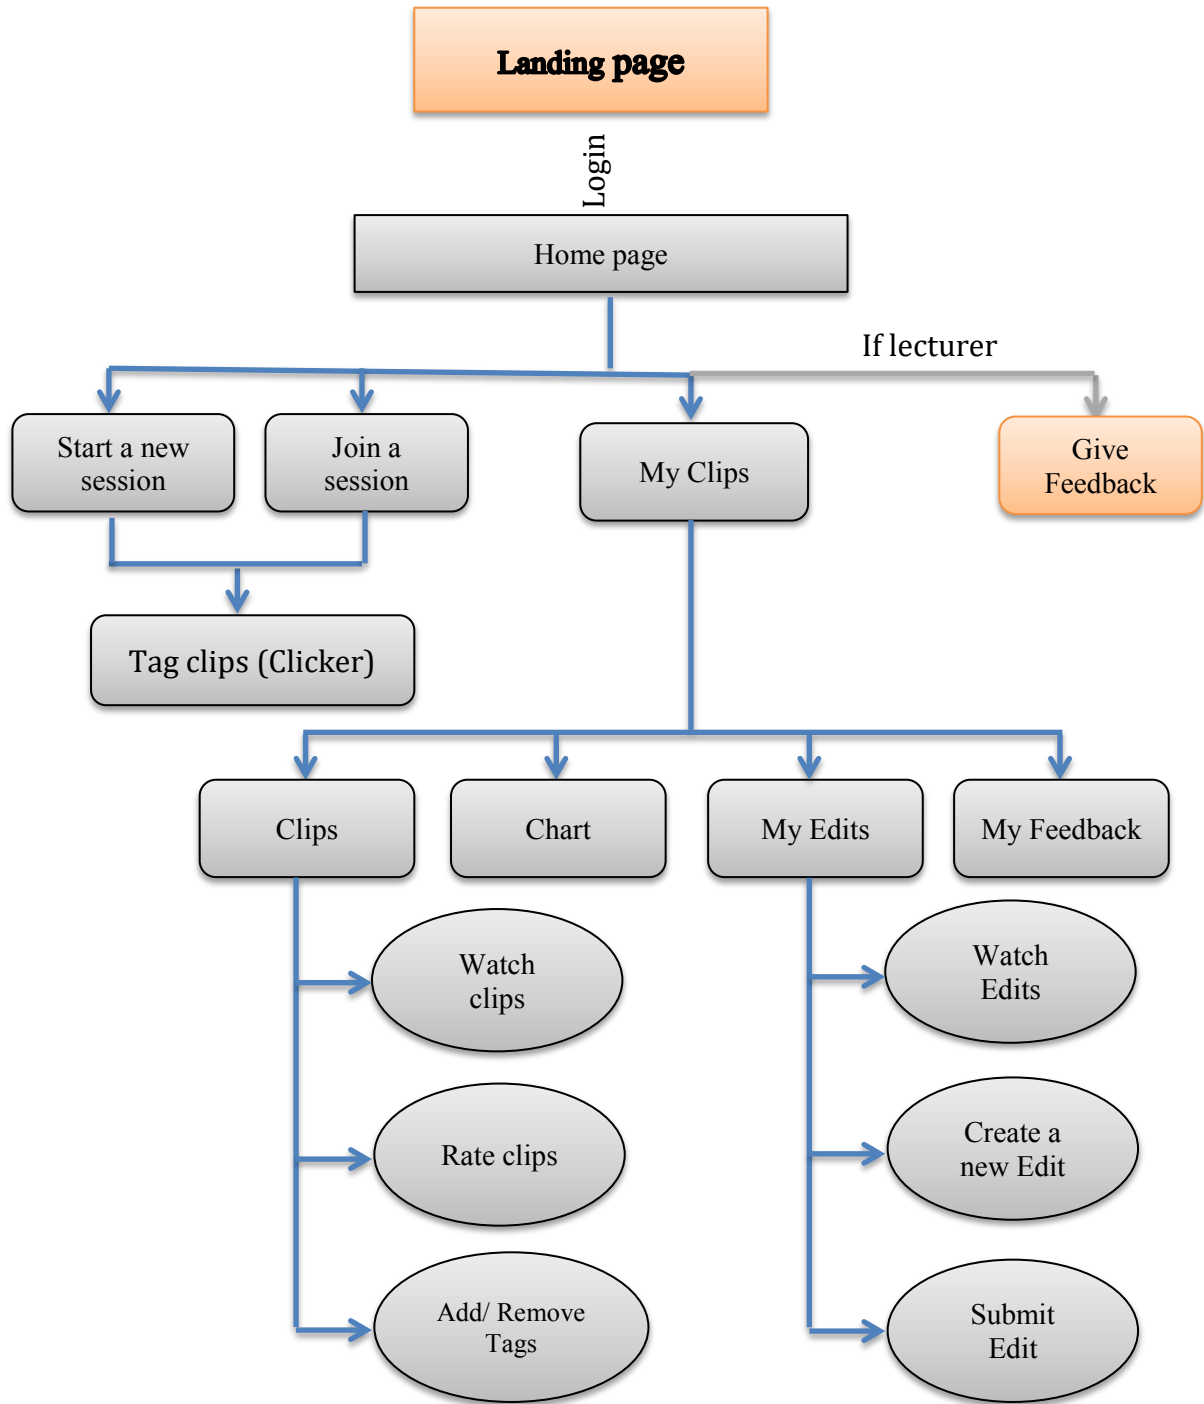 Landing page
Login
Home page
If lecturer
Start a new
session
Join a
session
My Clips
Give
Feedback
Tag clips (Clicker)
Clips
Chart
My Edits
My Feedback
Watch
clips
Watch
Edits
Rate clips
Create a
new Edit
Add/ Remove
Tags
Submit
Edit